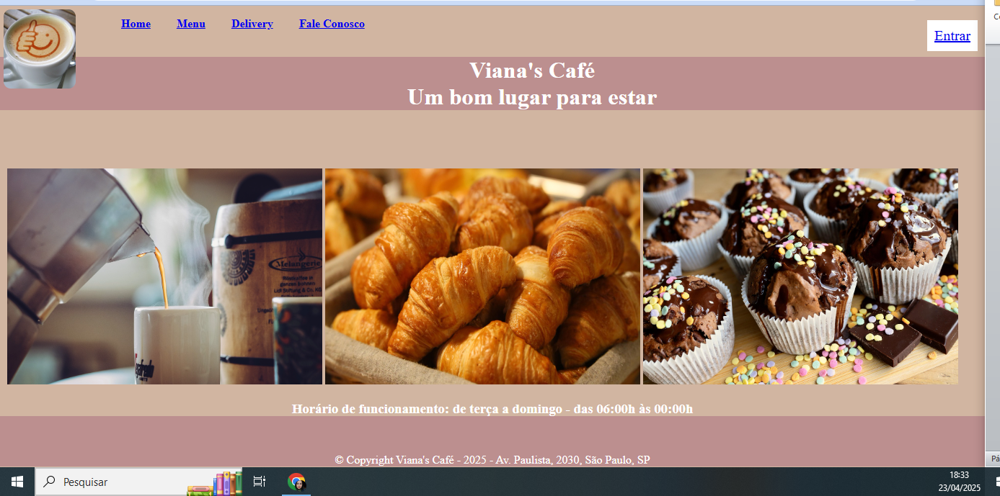 Home Menu Delivery Fale Conosco
Entrar
Viana's Café
Um bom lugar para estar
Melangerie
Horário de funcionamento: de terça a domingo - das 06:00h às 00:00h
© Copyright Viana's Café - 2025 - Av. Paulista, 2030, São Paulo, SP
Pesquisar
18:33
23/04/2025